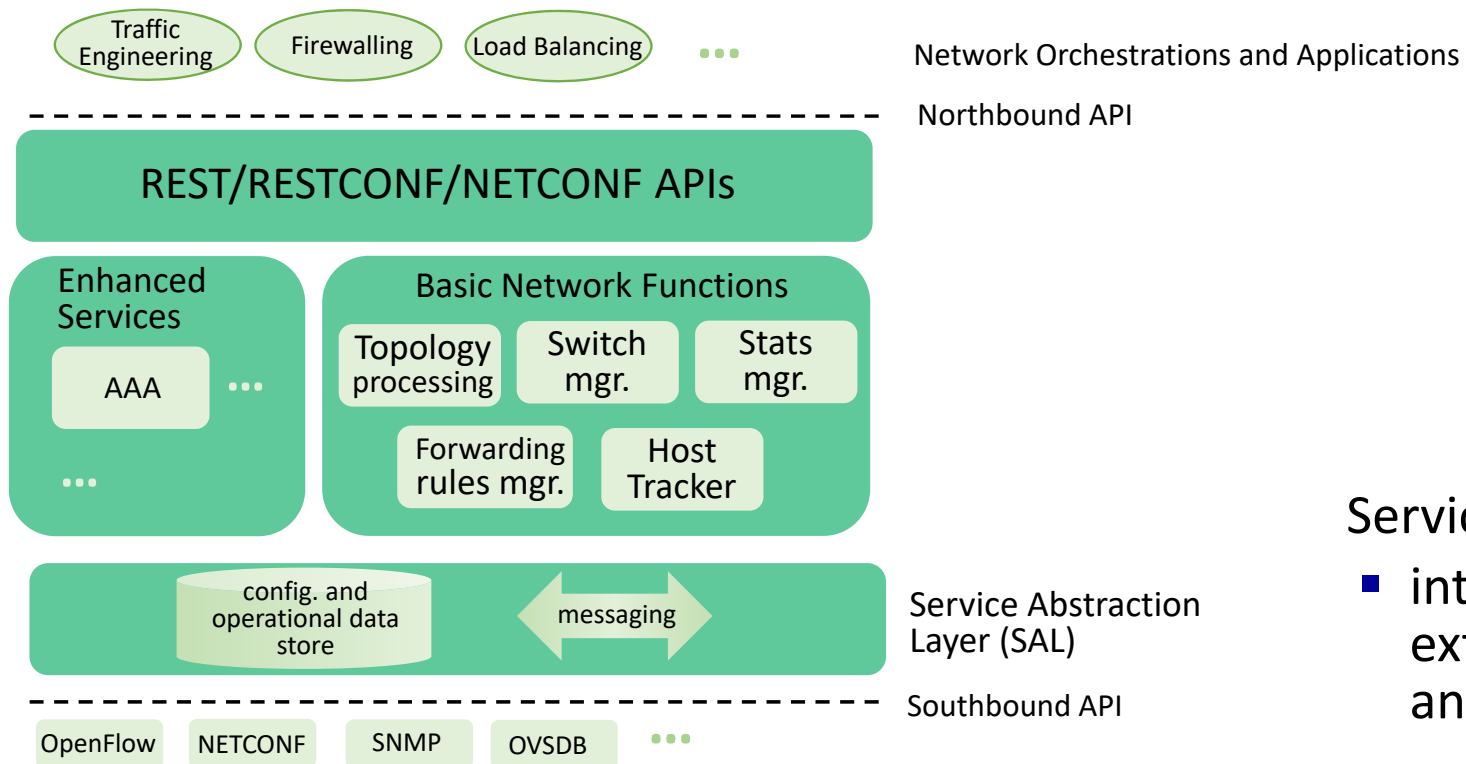 Traffic
Engineering
Firewalling
Load Balancing
Network Orchestrations and Applications
Northbound API
REST/RESTCONF/NETCONF APIs
Enhanced
Services
AAA
Basic Network Functions
Topology
processing
Switch
mgr.
Stats
mgr.
Forwarding
rules mgr.
Host
Tracker
config. and
operational data
store
messaging
Service Abstraction
Layer (SAL)
Southbound API
OpenFlow
NETCONF
SNMP
OVSDB